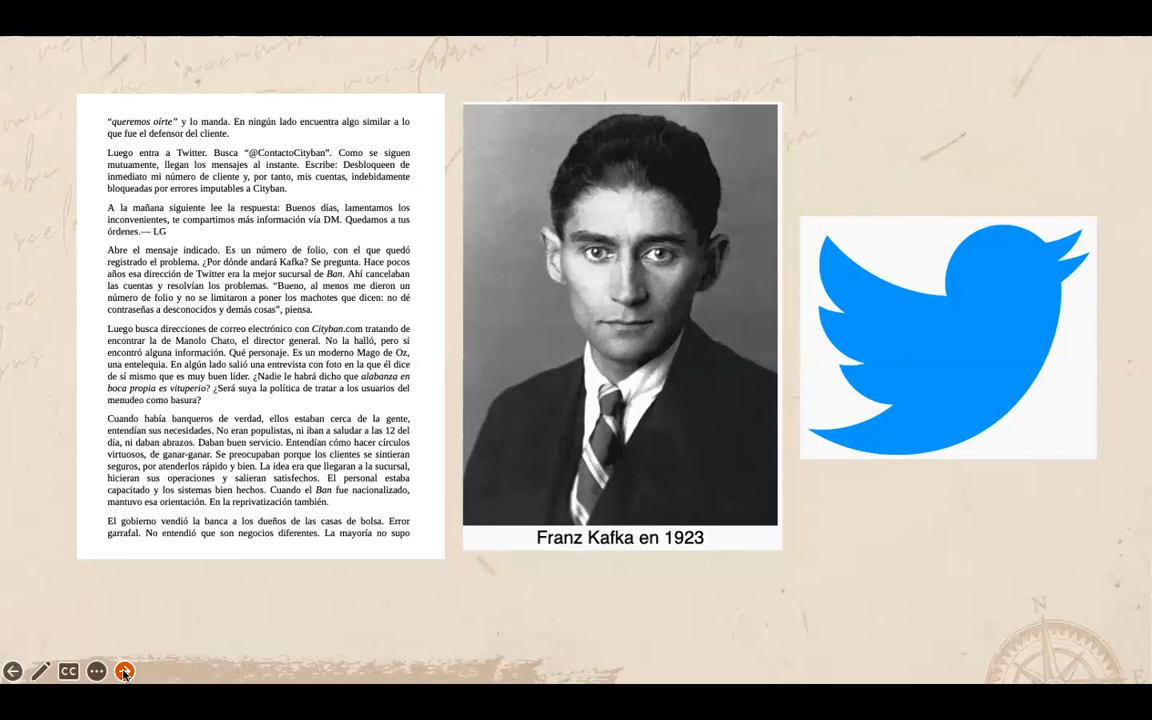 “queremos oírte” y lo manda. En ningún lado encuentra algo similar a lo
que fue el defensor del cliente.
Luego entra a Twitter. Busca “@ContactoCityban”. Como se siguen
mutuamente, llegan los mensajes al instante. Escribe: Desbloqueen de
inmediato mi número de cliente y, por tanto, mis cuentas, indebidamente
bloqueadas por errores imputables a Cityban.
A la mañana siguiente lee la respuesta: Buenos días, lamentamos los
inconvenientes, te compartimos más información vía DM. Quedamos a tus
órdenes.— LG
Abre el mensaje indicado. Es un número de folio, con el que quedó
registrado el problema. ¿Por dónde andará Kafka? Se pregunta. Hace pocos
años esa dirección de Twitter era la mejor sucursal de Ban. Ahí cancelaban
las cuentas y resolvían los problemas. “Bueno, al menos me dieron un
número de folio y no se limitaron a poner los machotes que dicen: no dé
contraseñas a desconocidos y demás cosas”, piensa.
Luego busca direcciones de correo electrónico con Cityban.com tratando de
encontrar la de Manolo Chato, el director general. No la halló, pero sí
encontró alguna información. Qué personaje. Es un moderno Mago de Oz,
una entelequia. En algún lado salió una entrevista con foto en la que él dice
de sí mismo que es muy buen líder. ¿Nadie le habrá dicho que alabanza en
boca propia es vituperio? ¿Será suya la política de tratar a los usuarios del
menudeo como basura?
Cuando había banqueros de verdad, ellos estaban cerca de la gente,
entendían sus necesidades. No eran populistas, ni iban a saludar a las 12 del
día, ni daban abrazos. Daban buen servicio. Entendían cómo hacer círculos
virtuosos, de ganar-ganar. Se preocupaban porque los clientes se sintieran
seguros, por atenderlos rápido y bien. La idea era que llegaran a la sucursal,
hicieran sus operaciones y salieran satisfechos. El personal estaba
capacitado y los sistemas bien hechos. Cuando el Ban fue nacionalizado,
mantuvo esa orientación. En la reprivatización también.
El gobierno vendió la banca a los dueños de las casas de bolsa. Error
garrafal. No entendió que son negocios diferentes. La mayoría no supo
Franz Kafka en 1923
N
CC